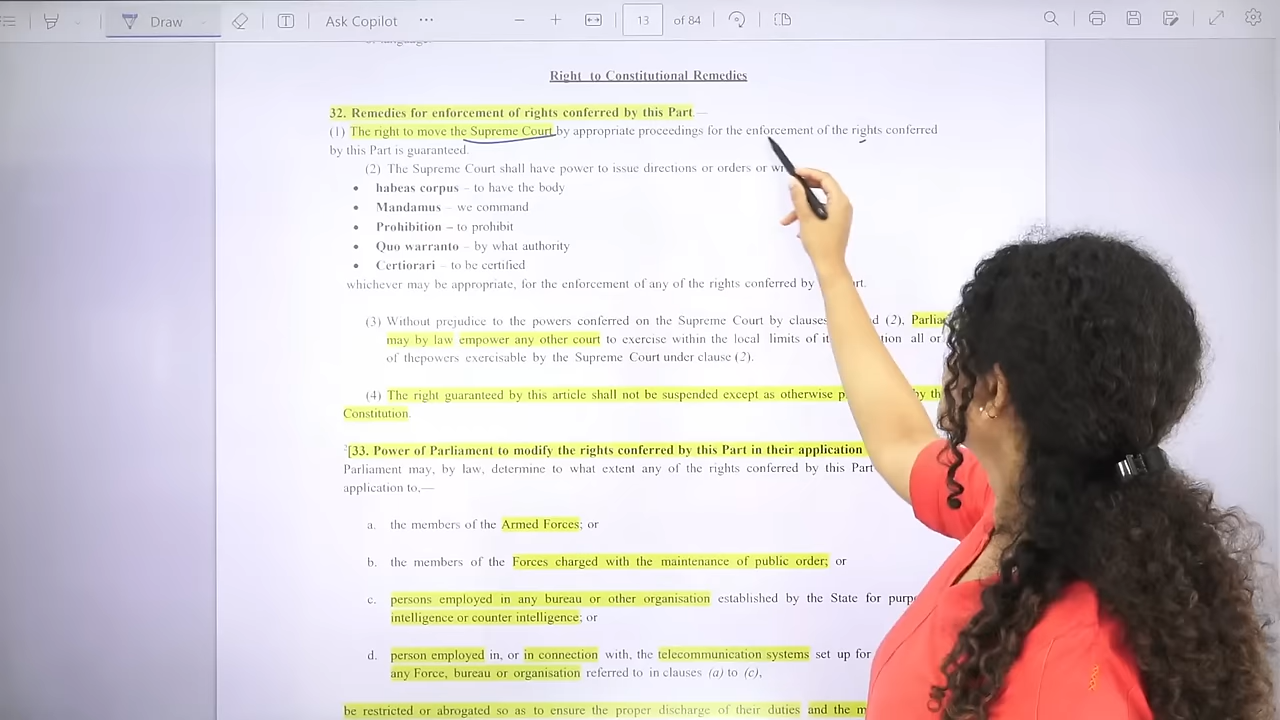 Draw
Ask Copilot
13 of 84
language
Right to Constitutional Remedies
32. Remedies for enforcement of rights conferred by this Part—
(1) The right to move the Supreme Court by appropriate proceedings for the enforcement of the rights conferred
by this Part is guaranteed.
(2) The Supreme Court shall have power to issue directions or orders or
• habeas corpus – to have the body
• Mandamus – we command
• Prohibition – to prohibit
• Quo warranto – by what authority
• Certiorari – to be certified
whichever may be appropriate, for the enforcement of any of the rights conferred by
(3) Without prejudice to the powers conferred on the Supreme Court by clauses (2),
may by law empower any other court to exercise within the local limits of all or
of thepowers exercisable by the Supreme Court under clause (2).
(4) The right guaranteed by this article shall not be suspended except as otherwise by
Constitution.
[33. Power of Parliament to modify the rights conferred by this Part in their application
Parliament may, by law, determine to what extent any of the rights conferred by this Part
application to,—
a. the members of the Armed Forces; or
b. the members of the Forces charged with the maintenance of public order; or
c. persons employed in any bureau or other organisation established by the State for
intelligence or counter intelligence; or
d. person employed in, or in connection with, the telecommunication systems set up for
any Force, bureau or organisation referred to in clauses (a) to (c),
be restricted or abrogated so as to ensure the proper discharge of their duties and the